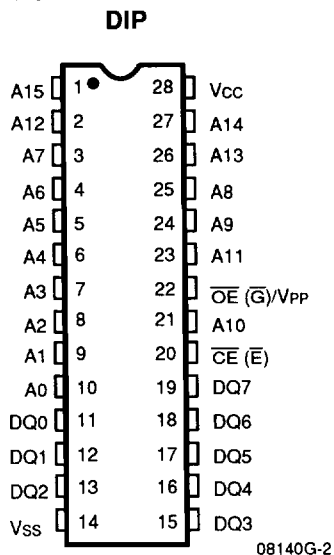 DIP
A15 1 28 VCC
A12 2 27 A14
A7 3 26 A13
A6 4 25 A8
A5 5 24 A9
A4 6 23 A11
A3 7 22 O̅E̅ (G̅)/VPP
A2 8 21 A10
A1 9 20 C̅E̅ (E̅)
A0 10 19 DQ7
DQ0 11 18 DQ6
DQ1 12 17 DQ5
DQ2 13 16 DQ4
VSS 14 15 DQ3
08140G-2